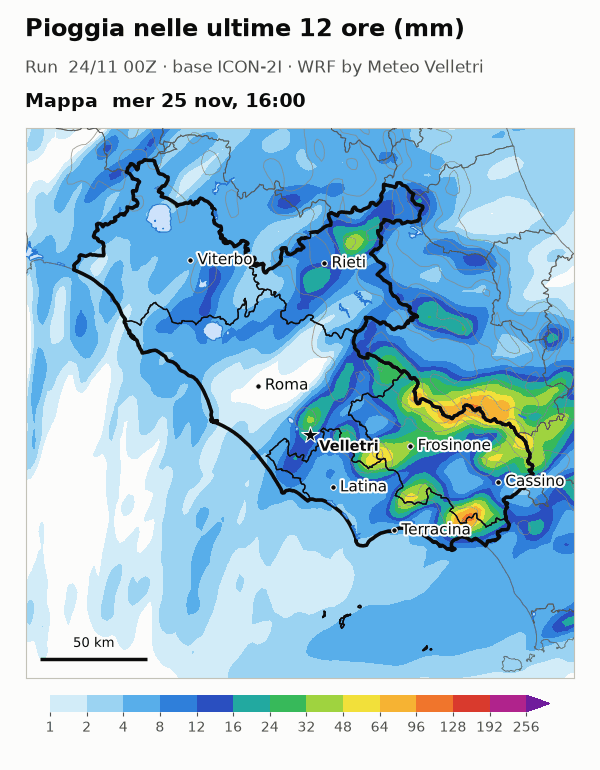 Pioggia nelle ultime 12 ore (mm)
Run 24/11 00Z · base ICON-2I · WRF by Meteo Velletri
Mappa mer 25 nov, 16:00
Viterbo
Rieti
Roma
Velletri
Frosinone
Cassino
Latina
Terracina
50 km
1 2 4 8 12 16 24 32 48 64 96 128 192 256